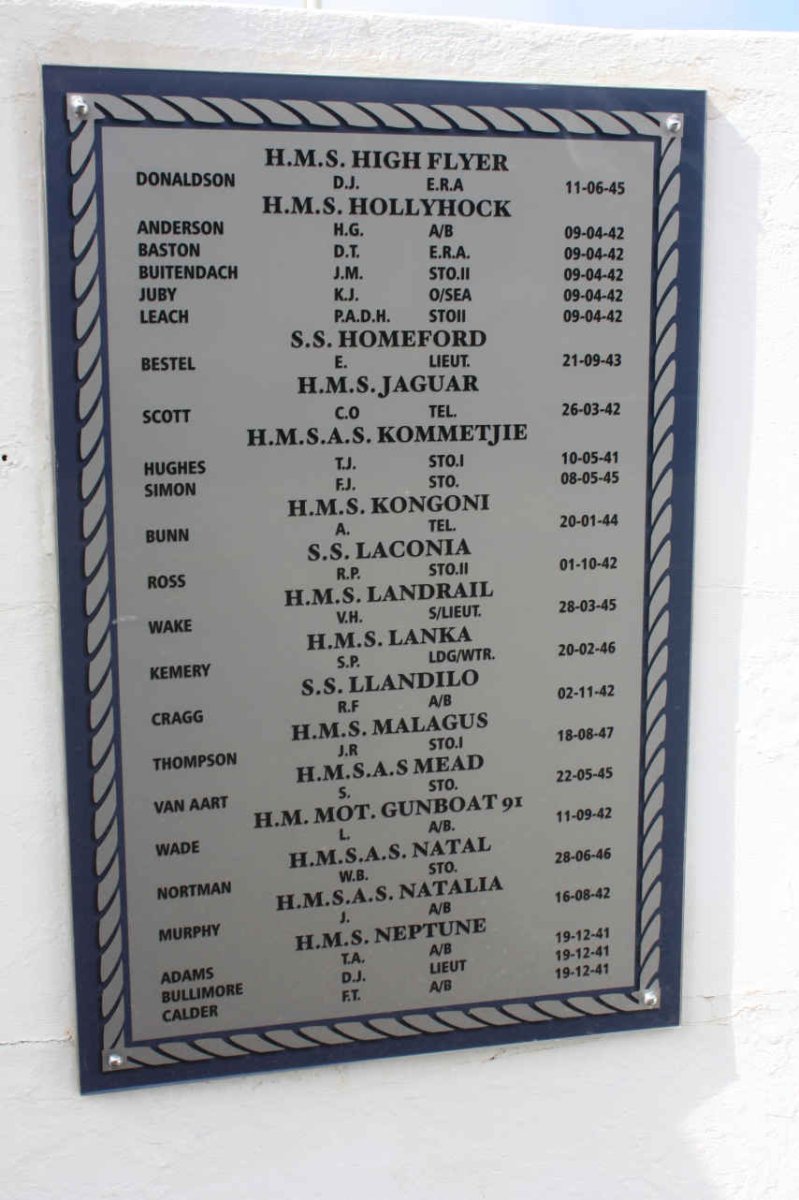 H.M.S. HIGH FLYER
DONALDSON D.J. E.R.A 11-06-45
H.M.S. HOLLYHOCK
ANDERSON H.G. A/B 09-04-42
BASTON D.T. E.R.A. 09-04-42
BUITENDACH J.M. STO.II 09-04-42
JUBY K.J. O/SEA 09-04-42
LEACH P.A.D.H. STOII 09-04-42
S.S. HOMEFORD
BESTEL E. LIEUT. 21-09-43
H.M.S. JAGUAR
SCOTT C.O TEL. 26-03-42
H.M.S.A.S. KOMMETJIE
HUGHES T.J. STO.I 10-05-41
SIMON F.J. STO. 08-05-45
H.M.S. KONGONI
BUNN A. TEL. 20-01-44
S.S. LACONIA
ROSS R.P. STO.II 01-10-42
H.M.S. LANDRAIL
WAKE V.H. S/LIEUT. 28-03-45
H.M.S. LANKA
KEMERY S.P. LDG/WTR. 20-02-46
S.S. LLANDILO
CRAGG R.F A/B 02-11-42
H.M.S. MALAGUS
THOMPSON J.R STO.I 18-08-47
H.M.S.A.S MEAD
VAN AART S. STO. 22-05-45
H.M. MOT. GUNBOAT 91
WADE L. A/B. 11-09-42
H.M.S.A.S. NATAL
NORTMAN W.B. STO. 28-06-46
H.M.S.A.S. NATALIA
MURPHY J. A/B 16-08-42
H.M.S. NEPTUNE
ADAMS T.A. A/B 19-12-41
BULLIMORE D.J. LIEUT 19-12-41
CALDER F.T. A/B 19-12-41